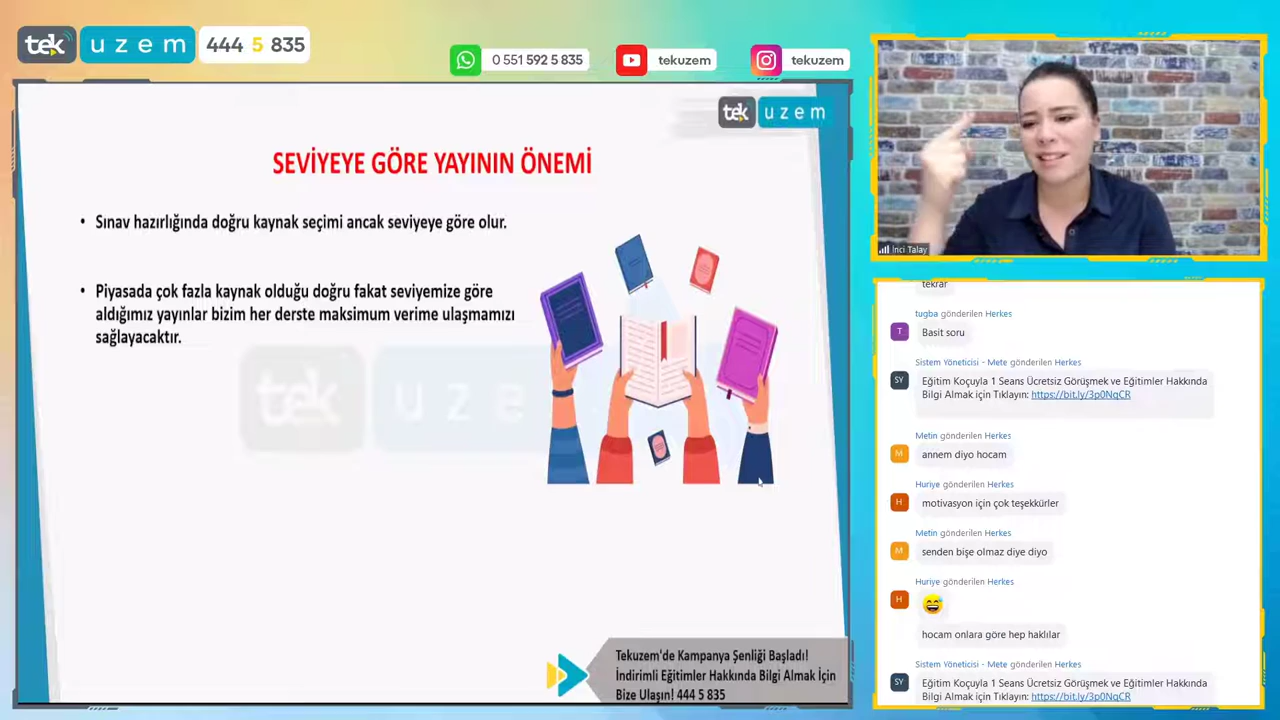 tek uzem 444 5 835
0 551 592 5 835
tekuzem
tekuzem
tek uzem
SEVİYEYE GÖRE YAYININ ÖNEMİ
• Sınav hazırlığında doğru kaynak seçimi ancak seviyeye göre olur.
• Piyasada çok fazla kaynak olduğu doğru fakat seviyemize göre
aldığımız yayınlar bizim her derste maksimum verime ulaşmamızı
sağlayacaktır.
tek uze
Tekuzem'de Kampanya Şenliği Başladı!
İndirimli Eğitimler Hakkında Bilgi Almak İçin
Bize Ulaşın! 444 5 835
İnci Talay
tekrar
tugba gönderilen Herkes
T
Basit soru
Sistem Yöneticisi - Mete gönderilen Herkes
SY
Eğitim Koçuyla 1 Seans Ücretsiz Görüşmek ve Eğitimler Hakkında
Bilgi Almak için Tıklayın: https://bit.ly/3p0NqCR
Metin gönderilen Herkes
M
annem diyo hocam
Huriye gönderilen Herkes
H
motivasyon için çok teşekkürler
Metin gönderilen Herkes
M
senden bişe olmaz diye diyo
Huriye gönderilen Herkes
H
😅
hocam onlara göre hep haklılar
Sistem Yöneticisi - Mete gönderilen Herkes
SY
Eğitim Koçuyla 1 Seans Ücretsiz Görüşmek ve Eğitimler Hakkında
Bilgi Almak için Tıklayın: https://bit.ly/3p0NqCR